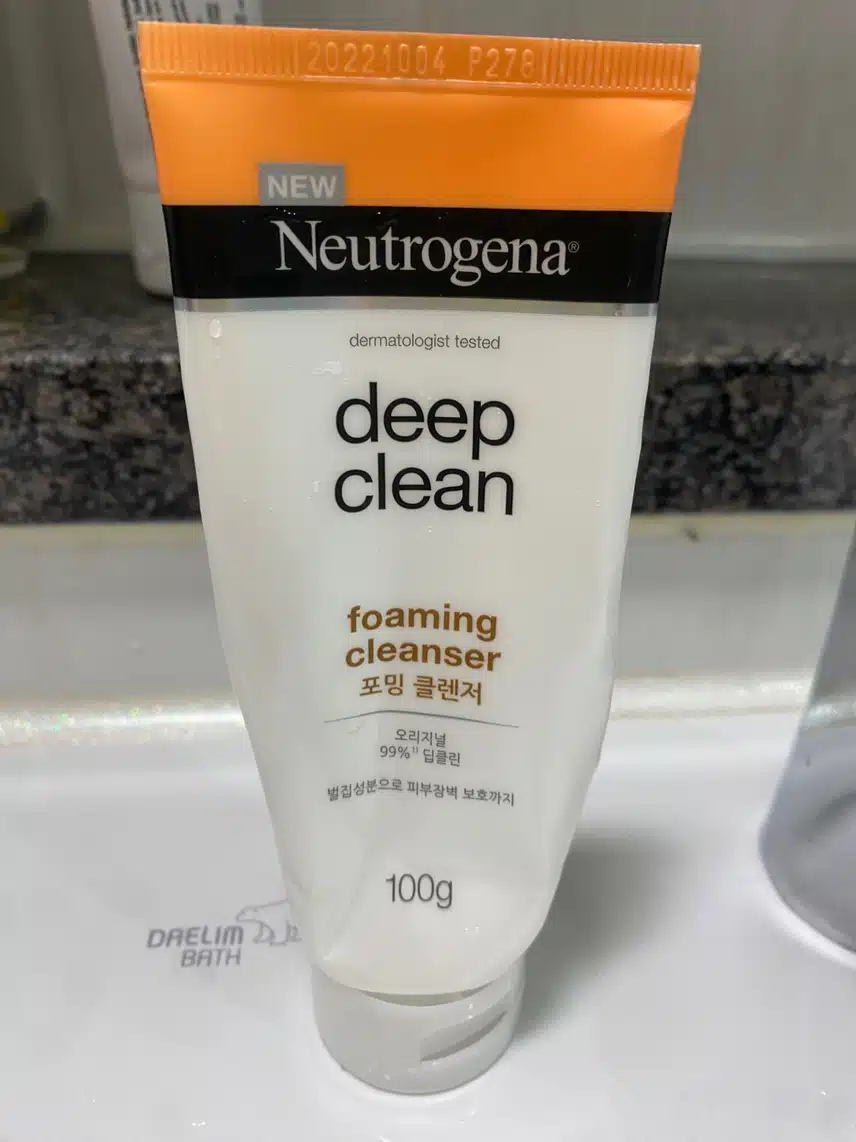 20221004 P278
NEW
Neutrogena®
dermatologist tested
deep
clean
foaming
cleanser
포밍 클렌저
오리지널
99%¹⁾ 딥클린
벌집성분으로 피부장벽 보호까지
100g
DAELIM
BATH